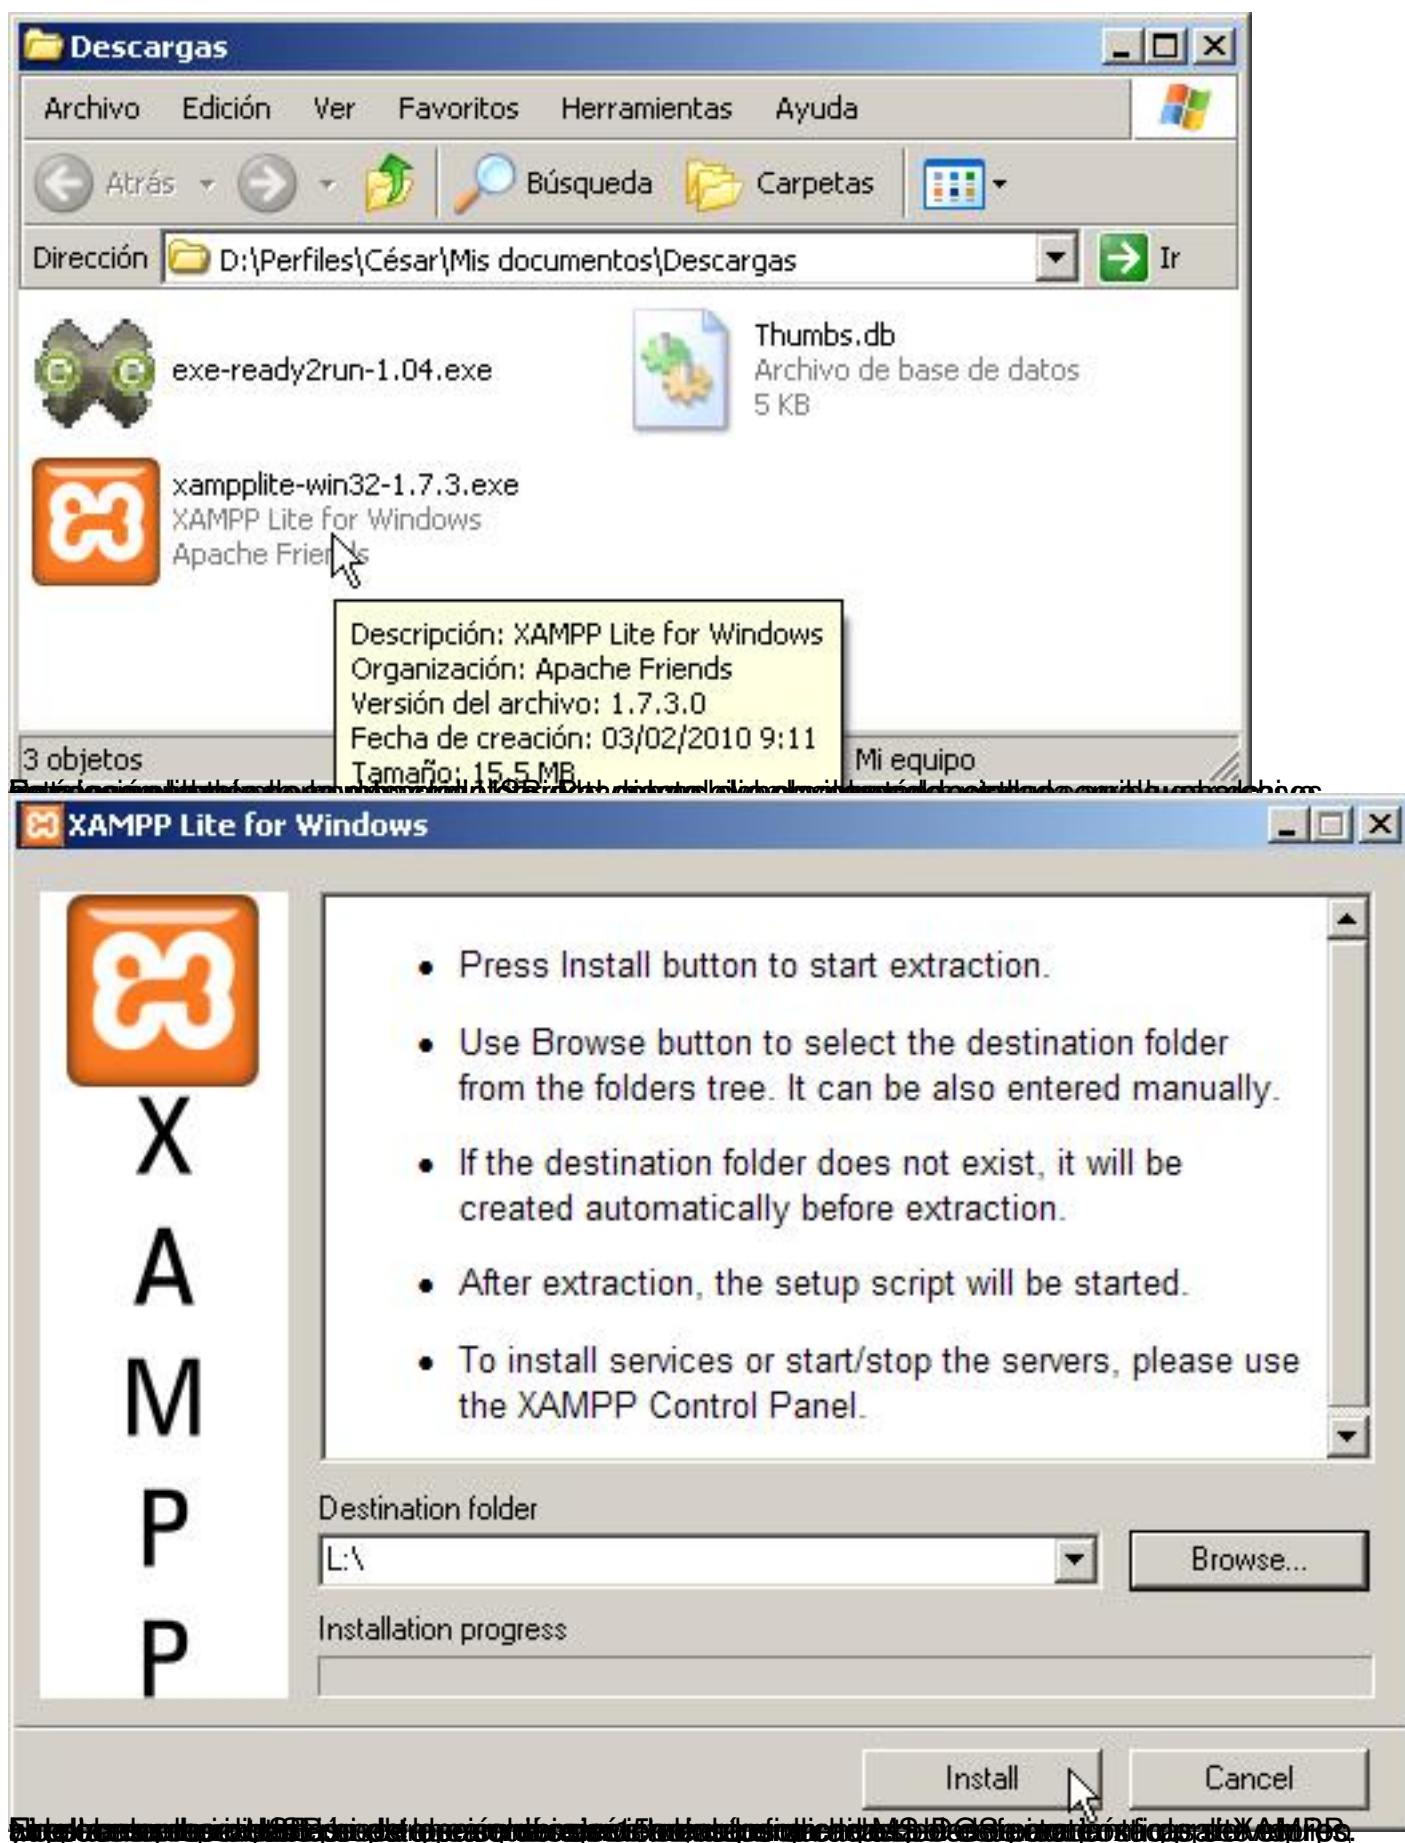 Descargas
Archivo Edición Ver Favoritos Herramientas Ayuda
Atrás Búsqueda Carpetas
Dirección D:\Perfiles\César\Mis documentos\Descargas Ir
exe-ready2run-1.04.exe
Thumbs.db
Archivo de base de datos
5 KB
xampplite-win32-1.7.3.exe
XAMPP Lite for Windows
Apache Friends
Descripción: XAMPP Lite for Windows
Organización: Apache Friends
Versión del archivo: 1.7.3.0
Fecha de creación: 03/02/2010 9:11
Tamaño: 15,5 MB
3 objetos Mi equipo
XAMPP Lite for Windows
XAMPP
• Press Install button to start extraction.
• Use Browse button to select the destination folder
from the folders tree. It can be also entered manually.
• If the destination folder does not exist, it will be
created automatically before extraction.
• After extraction, the setup script will be started.
• To install services or start/stop the servers, please use
the XAMPP Control Panel.
Destination folder
L:\ Browse...
Installation progress
Install Cancel